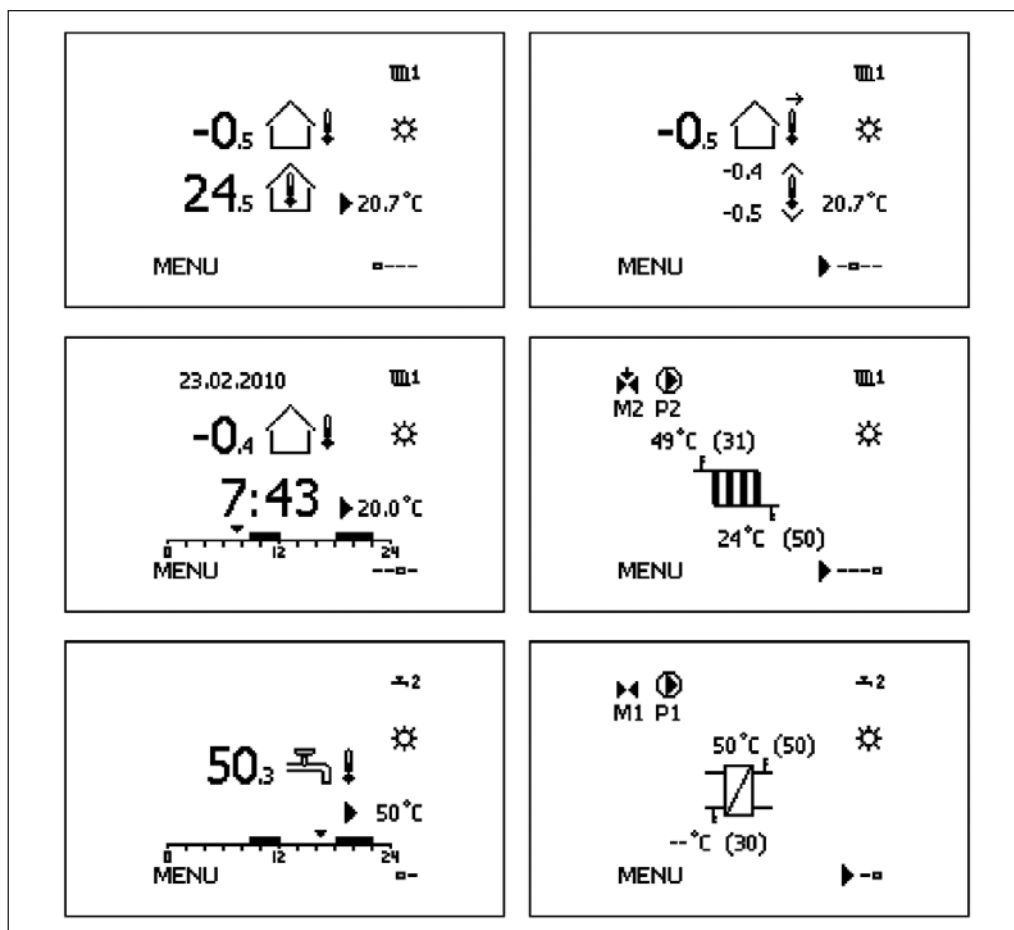 1
-0.5
24.5 20.7°C
MENU
1
-0.5
-0.4
-0.5 20.7°C
MENU
23.02.2010 1
-0.4
7:43 20.0°C
0 12 24
MENU
1
M2 P2
49°C (31)
24°C (50)
MENU
2
50.3
50°C
0 12 24
MENU
2
M1 P1
50°C (50)
--°C (30)
MENU